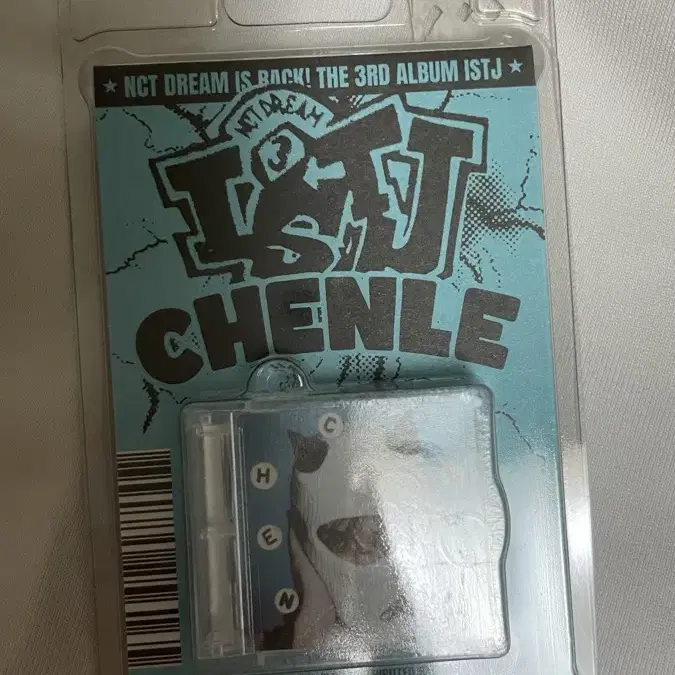 ★ NCT DREAM IS BACK! THE 3RD ALBUM ISTJ ★
NCT DREAM
3
ISTJ
CHENLE
C
H
E
N